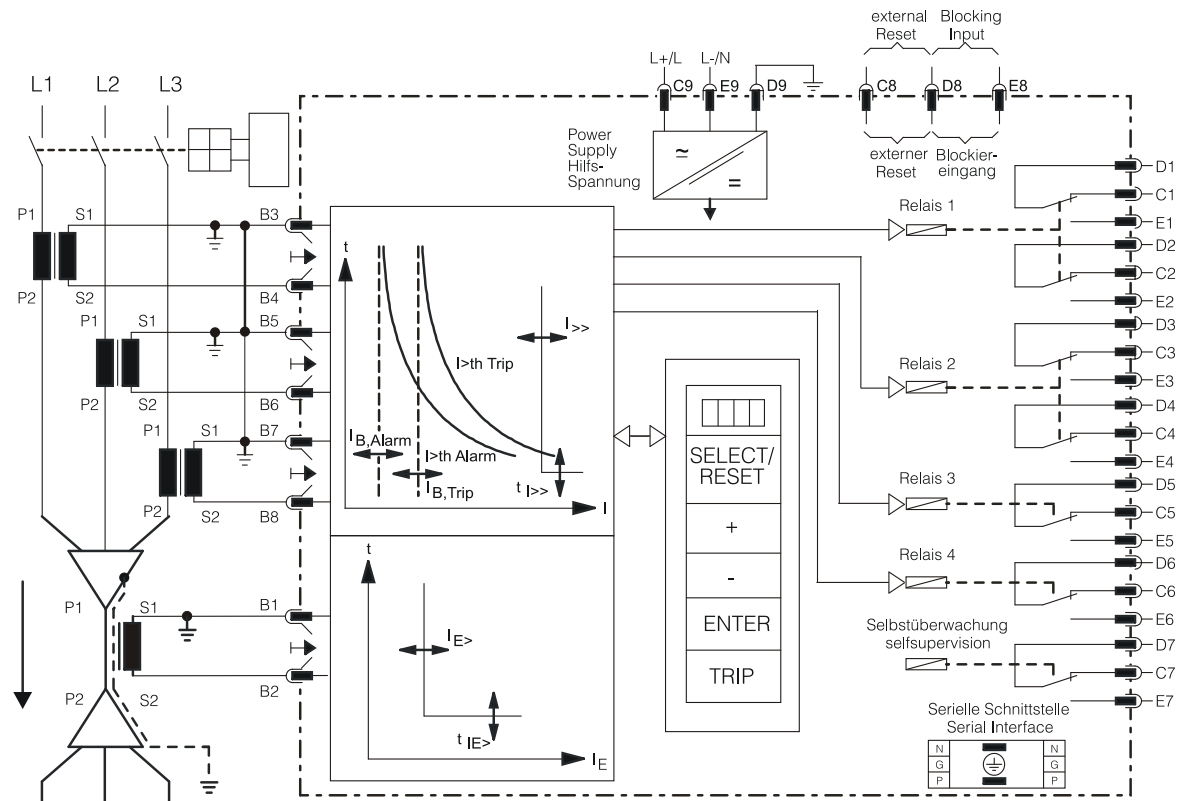 external Reset
Blocking Input
L+/L
L-/N
C9
E9
D9
C8
D8
E8
L1
L2
L3
Power
Supply
Hilfs-
Spannung
≃
=
externer
Reset
Blockier-
eingang
P1
S1
B3
P2
S2
B4
P1
S1
B5
P2
S2
B6
P1
S1
B7
P2
S2
B8
P1
S1
B1
P2
S2
B2
t
I>>
I>th Trip
IB,Alarm
I>th Alarm
IB,Trip
t I>>
I
t
IE>
t IE>
IE
SELECT/
RESET
+
-
ENTER
TRIP
Relais 1
Relais 2
Relais 3
Relais 4
Selbstüberwachung
selfsupervision
D1
C1
E1
D2
C2
E2
D3
C3
E3
D4
C4
E4
D5
C5
E5
D6
C6
E6
D7
C7
E7
Serielle Schnittstelle
Serial Interface
N N
G G
P P